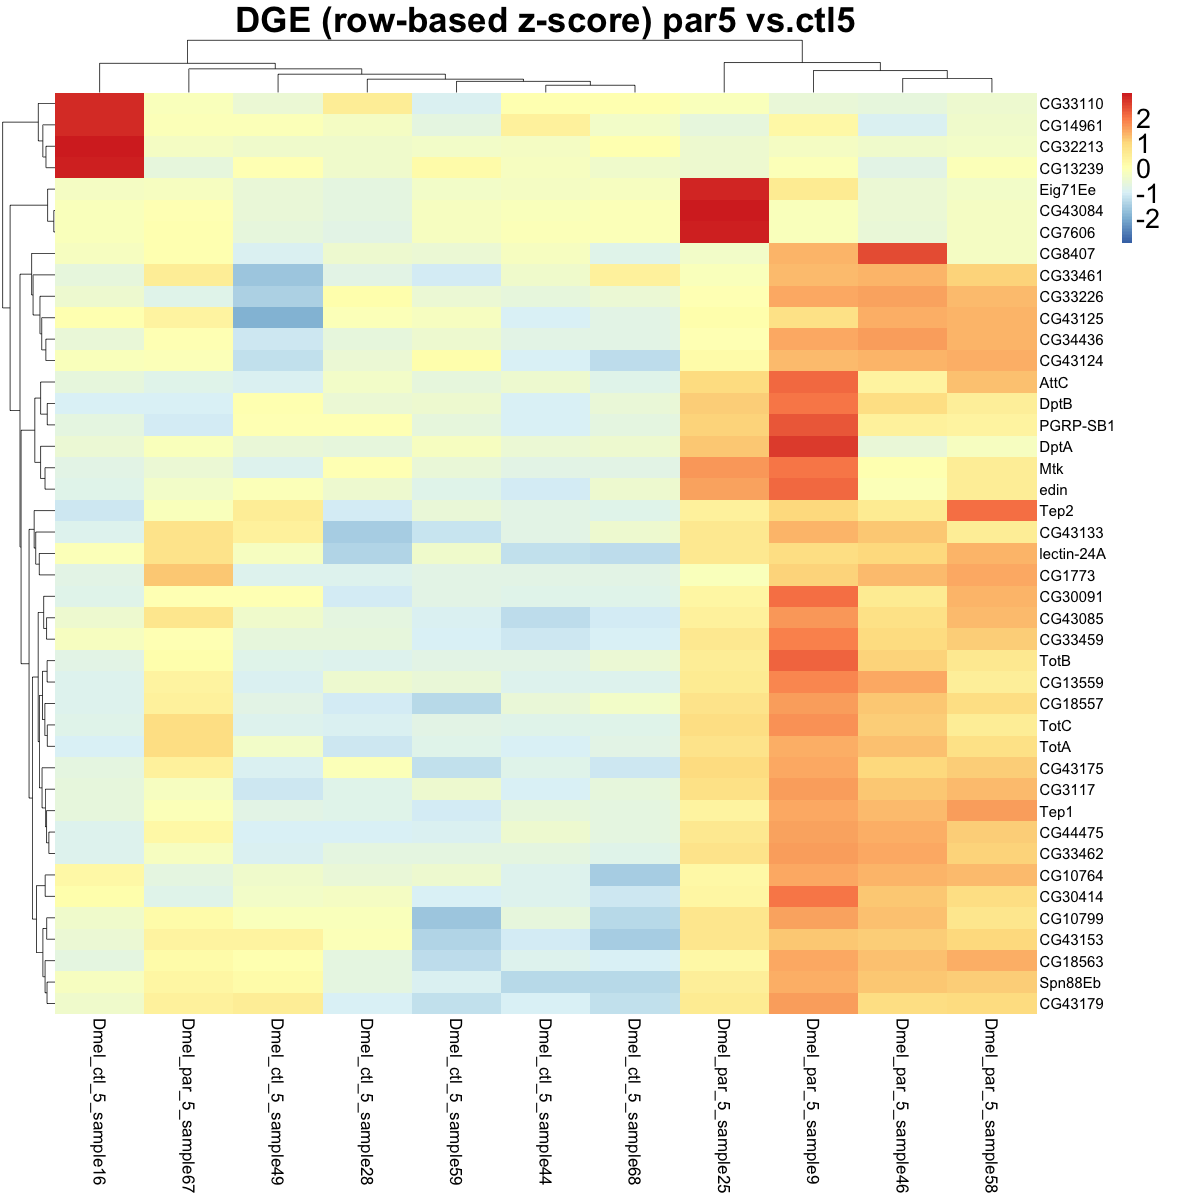 DGE (row-based z-score) par5 vs.ctl5
2
1
0
-1
-2
CG33110
CG14961
CG32213
CG13239
Eig71Ee
CG43084
CG7606
CG8407
CG33461
CG33226
CG43125
CG34436
CG43124
AttC
DptB
PGRP-SB1
DptA
Mtk
edin
Tep2
CG43133
lectin-24A
CG1773
CG30091
CG43085
CG33459
TotB
CG13559
CG18557
TotC
TotA
CG43175
CG3117
Tep1
CG44475
CG33462
CG10764
CG30414
CG10799
CG43153
CG18563
Spn88Eb
CG43179
Dmel_ctl_5_sample16
Dmel_par_5_sample67
Dmel_ctl_5_sample49
Dmel_ctl_5_sample28
Dmel_ctl_5_sample59
Dmel_ctl_5_sample44
Dmel_ctl_5_sample68
Dmel_par_5_sample25
Dmel_par_5_sample9
Dmel_par_5_sample46
Dmel_par_5_sample58